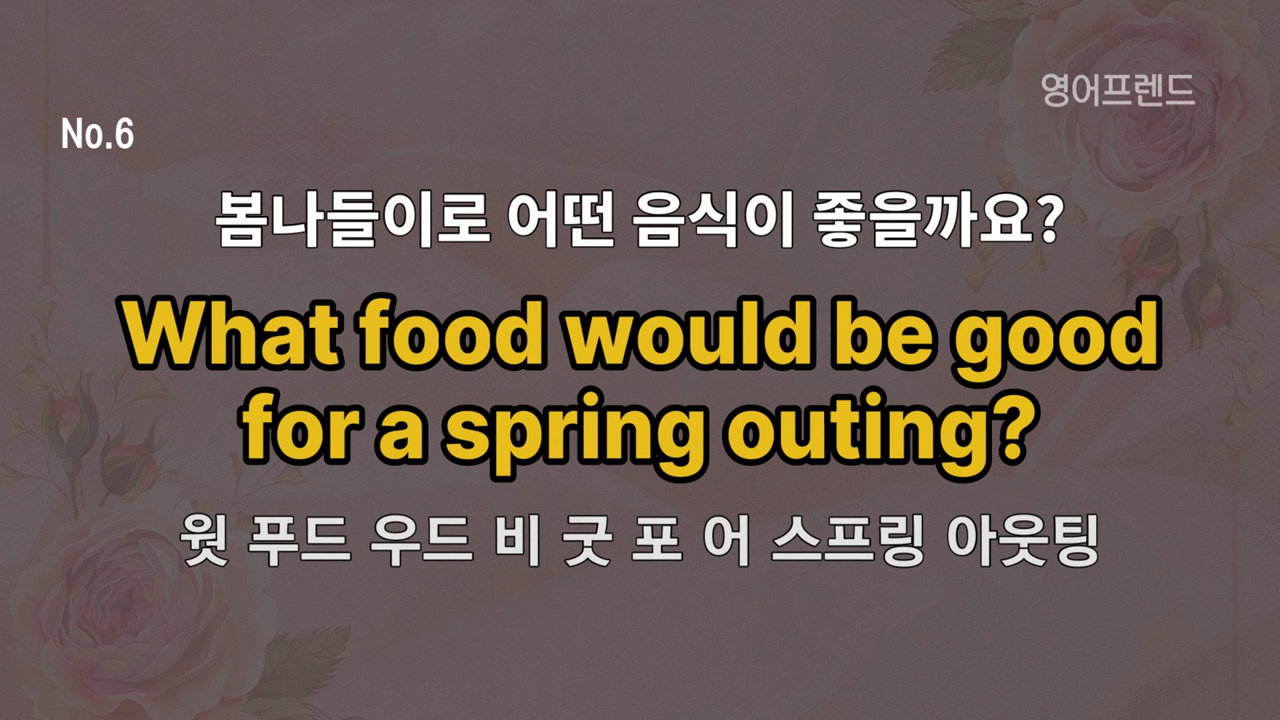 영어프렌드
No.6
봄나들이로 어떤 음식이 좋을까요?
What food would be good
for a spring outing?
윗 푸드 우드 비 굿 포 어 스프링 아웃팅